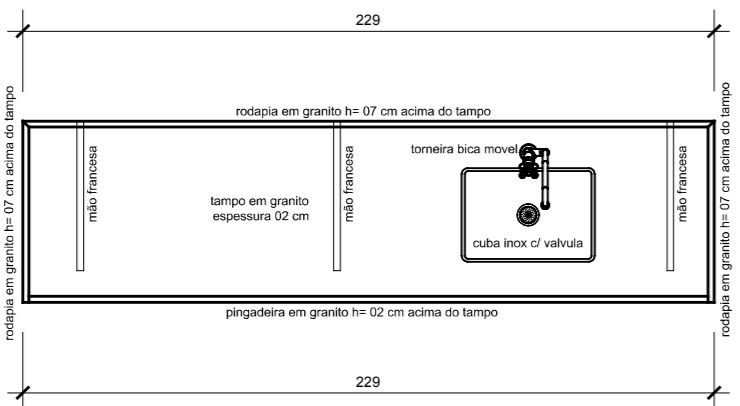 229
rodapia em granito h= 07 cm acima do tampo
rodapia em granito h= 07 cm acima do tampo
mão francesa
tampo em granito
espessura 02 cm
mão francesa
torneira bica movel
cuba inox c/ valvula
mão francesa
rodapia em granito h= 07 cm acima do tampo
pingadeira em granito h= 02 cm acima do tampo
229